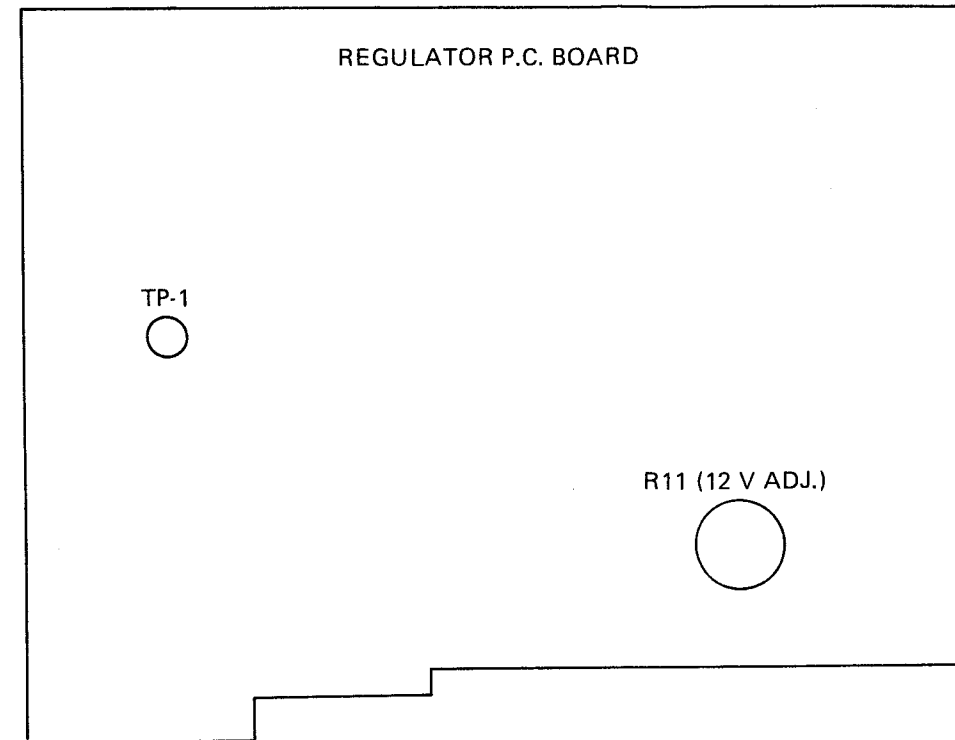 REGULATOR P.C. BOARD
TP-1
R11 (12 V ADJ.)